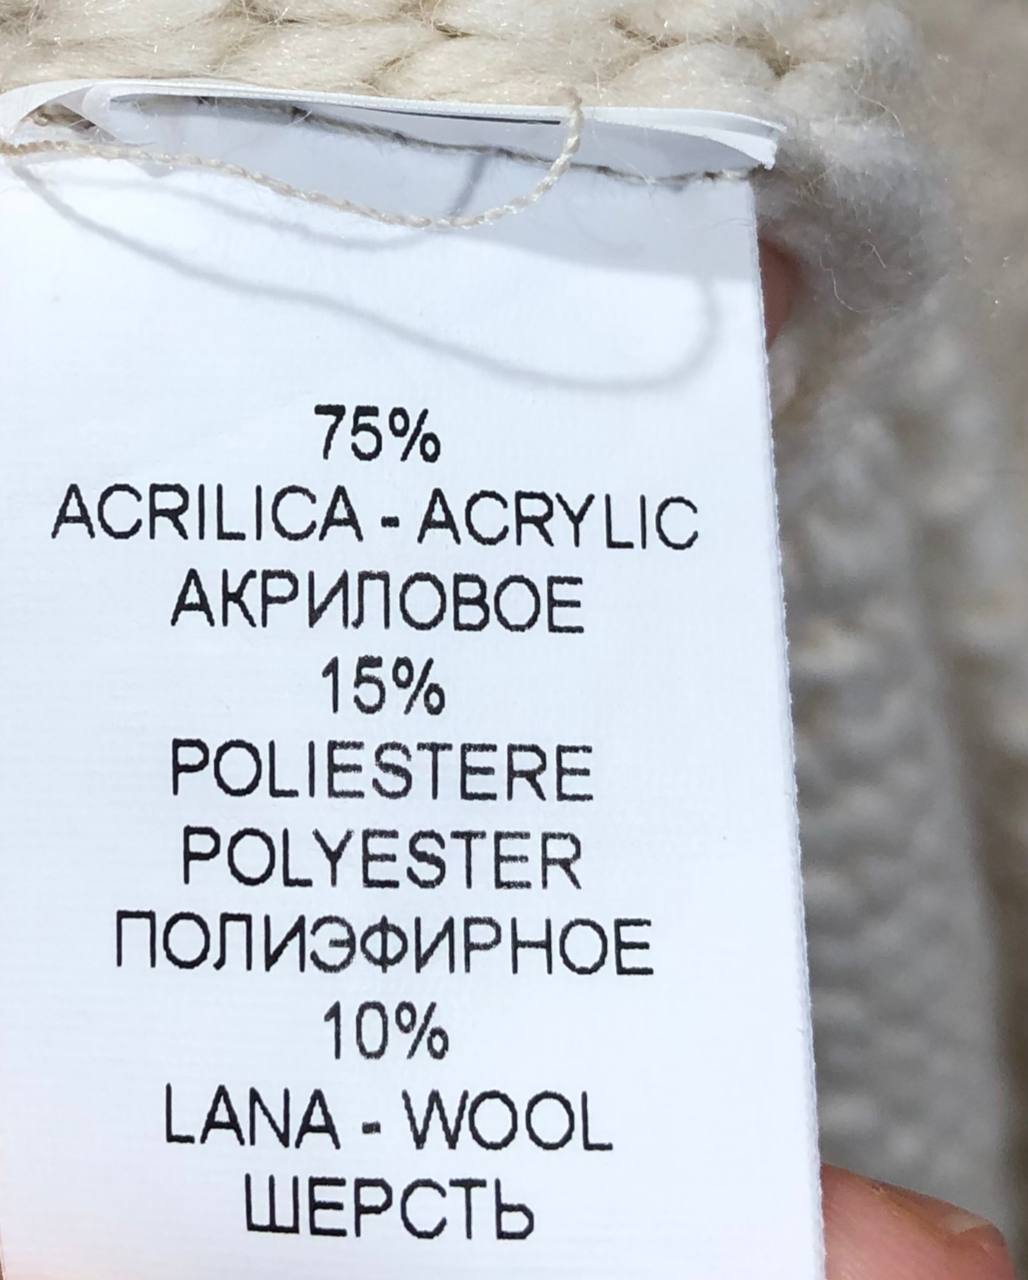 75%
ACRILICA - ACRYLIC
АКРИЛОВОЕ
15%
POLIESTERE
POLYESTER
ПОЛИЭФИРНОЕ
10%
LANA - WOOL
ШЕРСТЬ